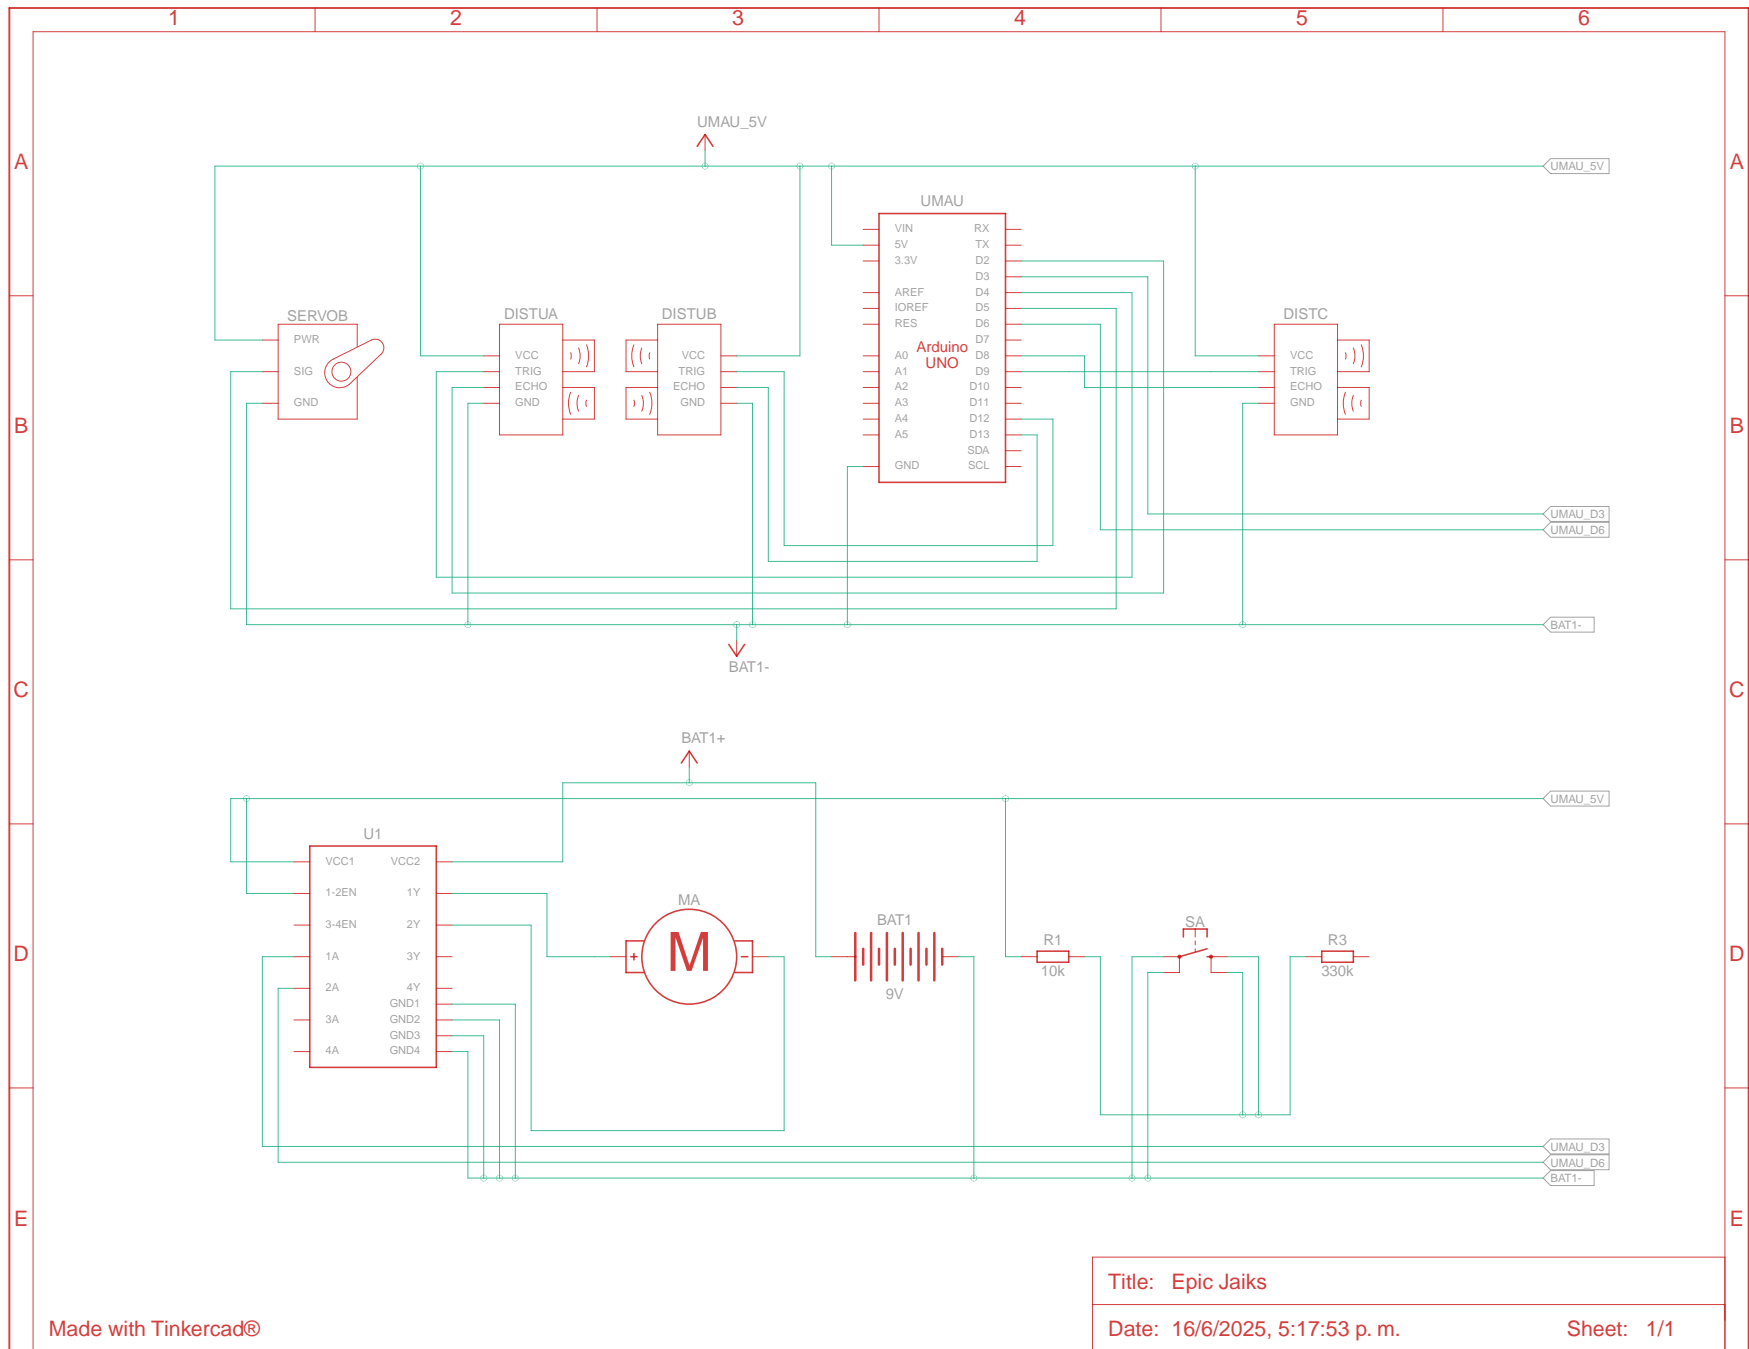 1 2 3 4 5 6
UMAU_5V
A A
UMAU_5V
UMAU
VIN RX
5V TX
3.3V D2
D3
AREF D4
IOREF D5
RES D6
D7
A0 D8
A1 D9
A2 D10
A3 D11
A4 D12
A5 D13
SDA
GND SCL
Arduino
UNO
SERVOB
PWR
SIG
GND
DISTUA
VCC
TRIG
ECHO
GND
DISTUB
VCC
TRIG
ECHO
GND
DISTC
VCC
TRIG
ECHO
GND
B B
UMAU_D3
UMAU_D6
BAT1-
BAT1-
C C
BAT1+
UMAU_5V
U1
VCC1 VCC2
1-2EN 1Y
3-4EN 2Y
1A 3Y
2A 4Y
GND1
3A GND2
GND3
4A GND4
MA
+ M -
BAT1
9V
R1
10k
SA
R3
330k
D D
UMAU_D3
UMAU_D6
BAT1-
E E
Title: Epic Jaiks
Made with Tinkercad®
Date: 16/6/2025, 5:17:53 p. m. Sheet: 1/1